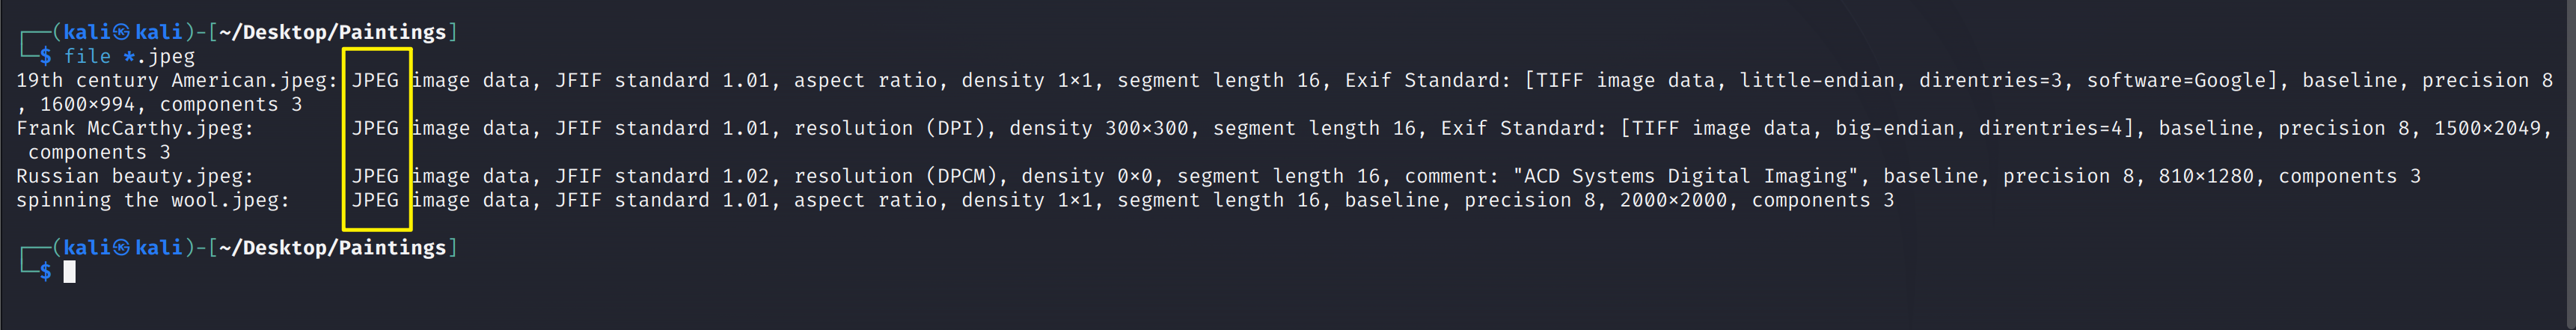 ┌──(kali㉿kali)-[~/Desktop/Paintings]
└─$ file *.jpeg
19th century American.jpeg: JPEG image data, JFIF standard 1.01, aspect ratio, density 1×1, segment length 16, Exif Standard: [TIFF image data, little-endian, direntries=3, software=Google], baseline, precision 8
, 1600×994, components 3
Frank McCarthy.jpeg:        JPEG image data, JFIF standard 1.01, resolution (DPI), density 300×300, segment length 16, Exif Standard: [TIFF image data, big-endian, direntries=4], baseline, precision 8, 1500×2049,
 components 3
Russian beauty.jpeg:        JPEG image data, JFIF standard 1.02, resolution (DPCM), density 0×0, segment length 16, comment: "ACD Systems Digital Imaging", baseline, precision 8, 810×1280, components 3
spinning the wool.jpeg:     JPEG image data, JFIF standard 1.01, aspect ratio, density 1×1, segment length 16, baseline, precision 8, 2000×2000, components 3
┌──(kali㉿kali)-[~/Desktop/Paintings]
└─$